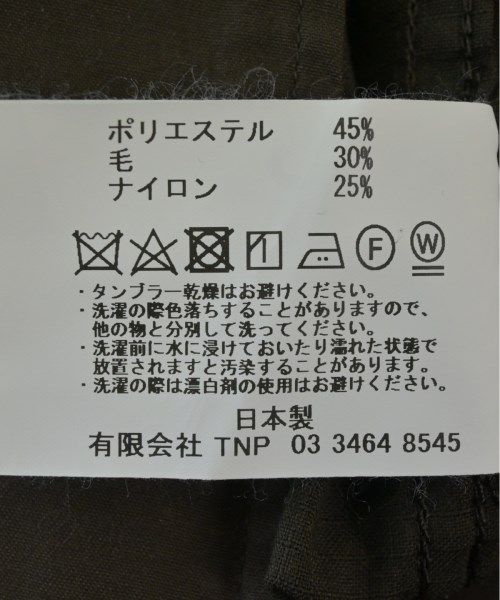 ポリエステル 45%
毛 30%
ナイロン 25%
F W
・タンブラー乾燥はお避けください。
・洗濯の際色落ちすることがありますので、
他の物と分別して洗ってください。
・洗濯前に水に浸けておいたり濡れた状態で
放置されますと汚染することがあります。
・洗濯の際は漂白剤の使用はお避けください。
日本製
有限会社 TNP 03 3464 8545